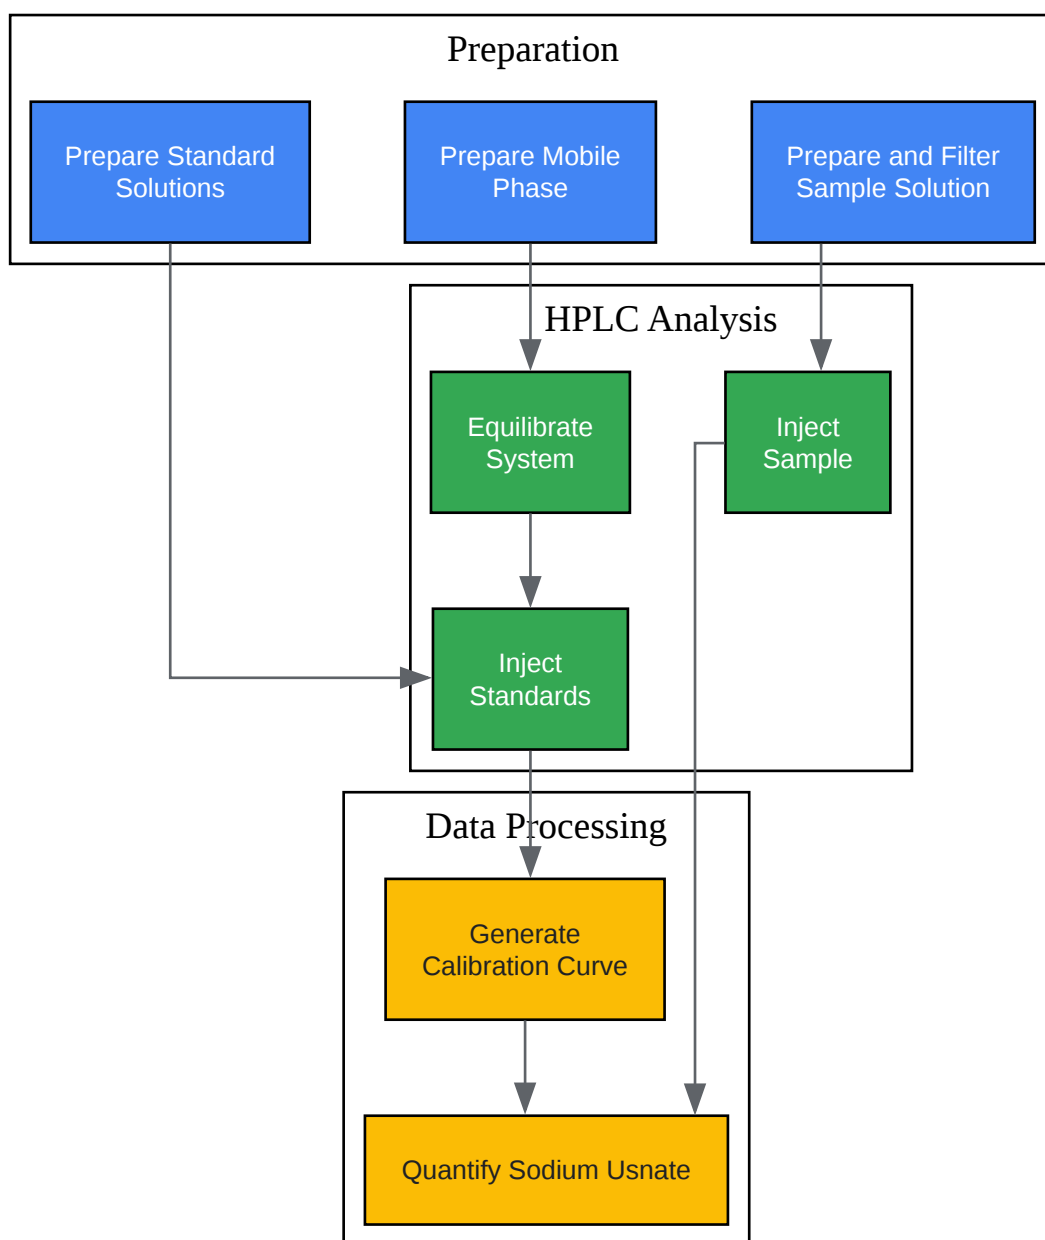 Preparation
Prepare Standard
Solutions
Prepare Mobile
Phase
Prepare and Filter
Sample Solution
HPLC Analysis
Equilibrate
System
Inject
Sample
Inject
Standards
Data Processing
Generate
Calibration Curve
Quantify Sodium Usnate